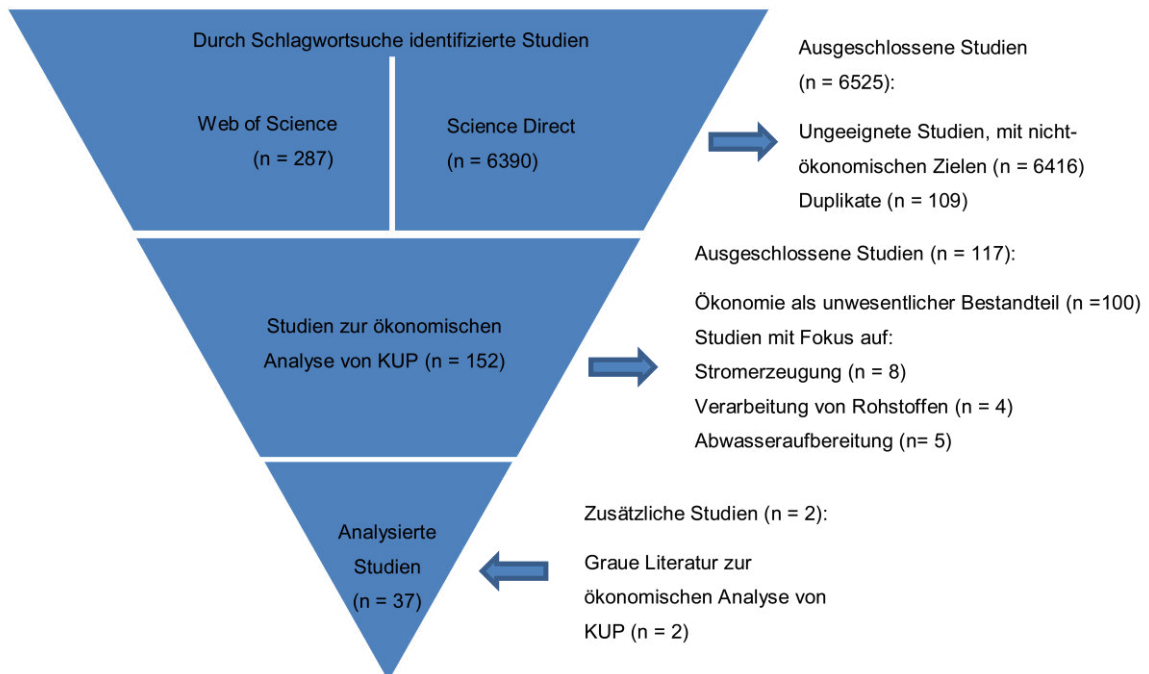 Durch Schlagwortsuche identifizierte Studien
Web of Science
(n = 287)
Science Direct
(n = 6390)
Ausgeschlossene Studien
(n = 6525):
Ungeeignete Studien, mit nicht-
ökonomischen Zielen (n = 6416)
Duplikate (n = 109)
Studien zur ökonomischen
Analyse von KUP (n = 152)
Ausgeschlossene Studien (n = 117):
Ökonomie als unwesentlicher Bestandteil (n =100)
Studien mit Fokus auf:
Stromerzeugung (n = 8)
Verarbeitung von Rohstoffen (n = 4)
Abwasseraufbereitung (n= 5)
Analysierte
Studien
(n = 37)
Zusätzliche Studien (n = 2):
Graue Literatur zur
ökonomischen Analyse von
KUP (n = 2)